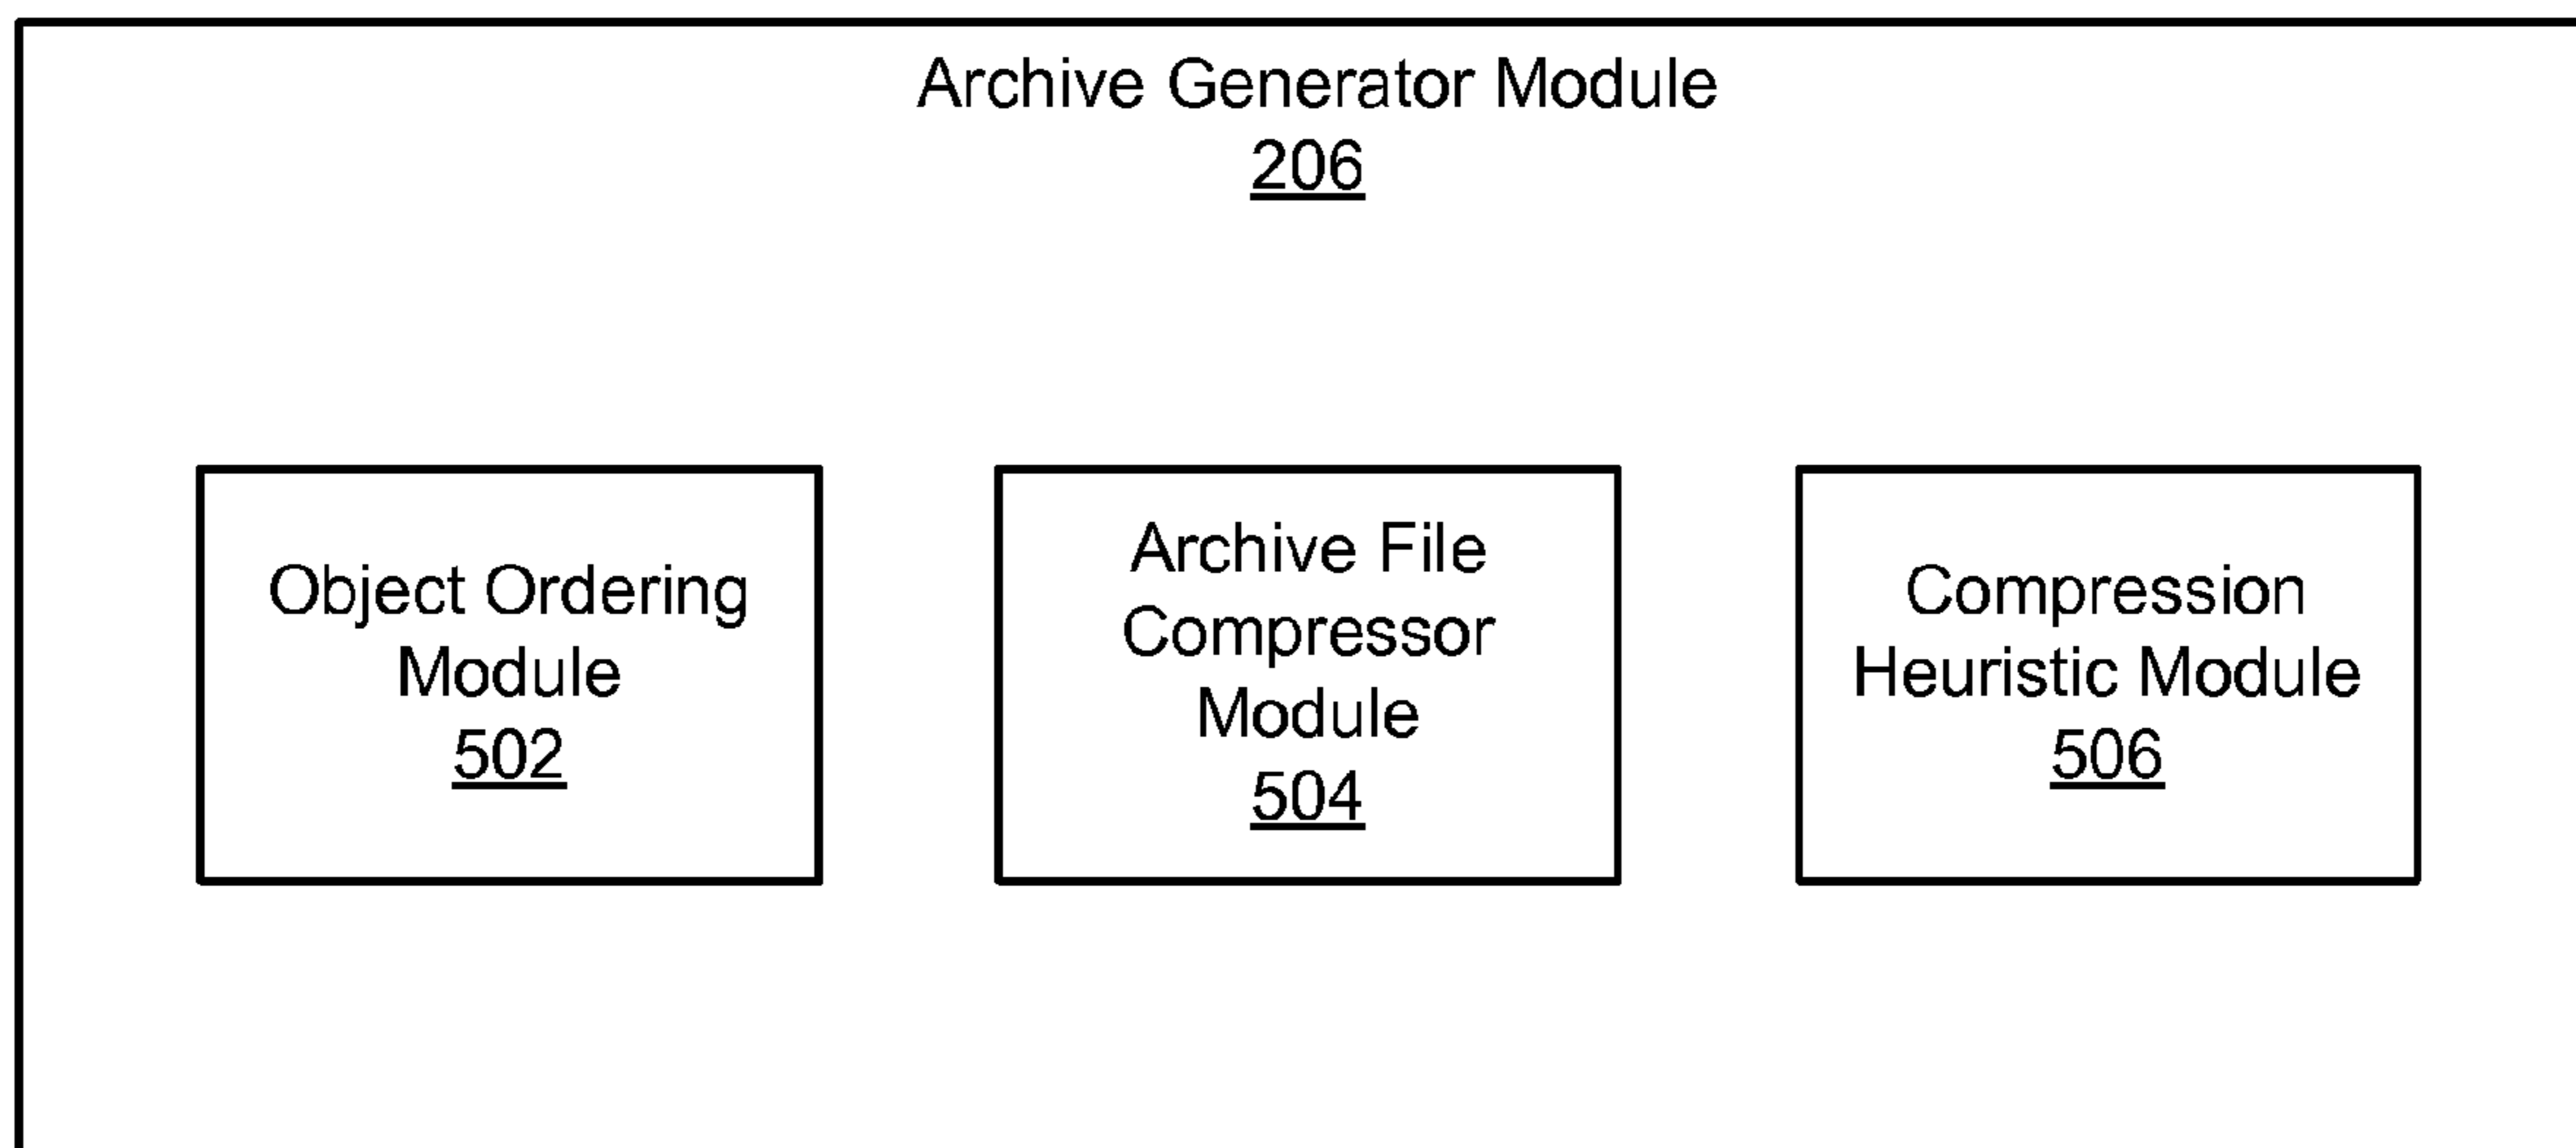 Archive Generator Module
206
Object Ordering
Module
502
Archive File
Compressor
Module
504
Compression
Heuristic Module
506